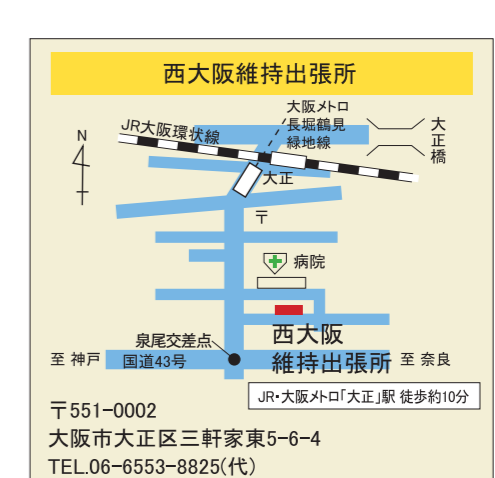 西大阪維持出張所
大阪メトロ
長堀鶴見
緑地線
大正橋
JR大阪環状線
N
大正
〒
病院
西大阪
維持出張所
泉尾交差点
国道43号
至 神戸
至 奈良
JR・大阪メトロ「大正」駅 徒歩約10分
〒551-0002
大阪市大正区三軒家東5-6-4
TEL.06-6553-8825(代)